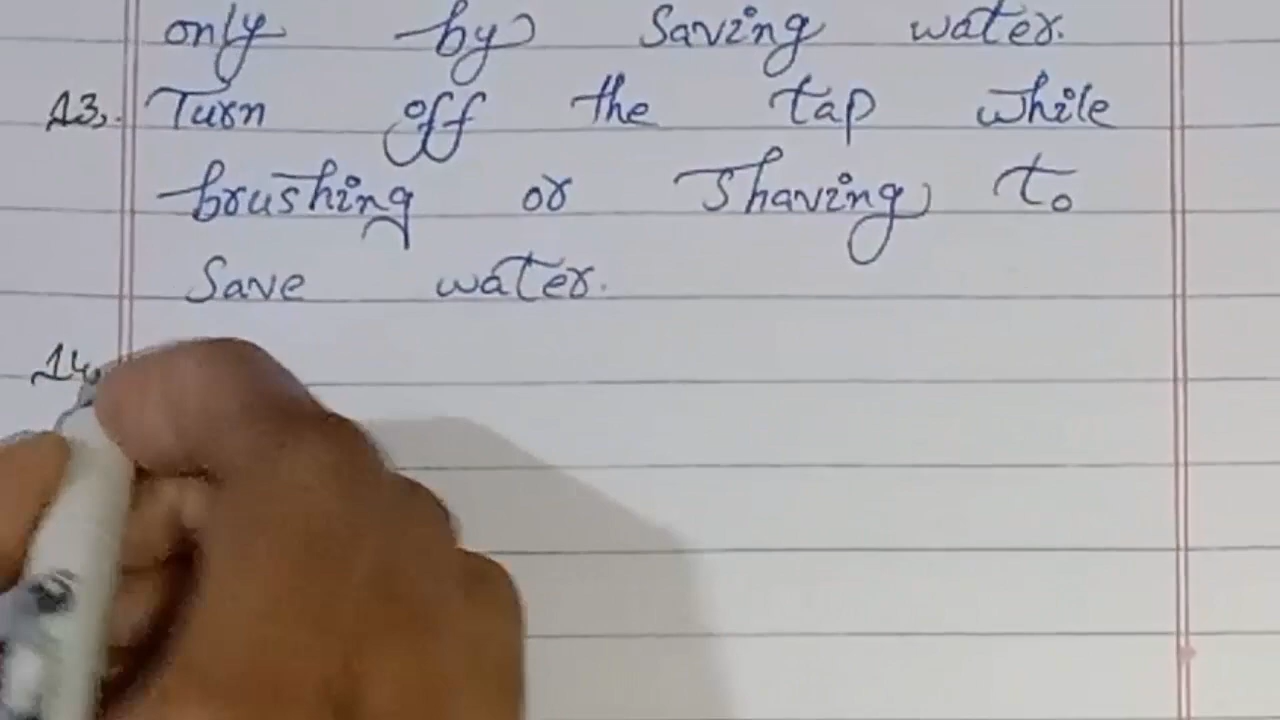 only by saving water.
13. Turn off the tap while
brushing or shaving to
save water.
14.